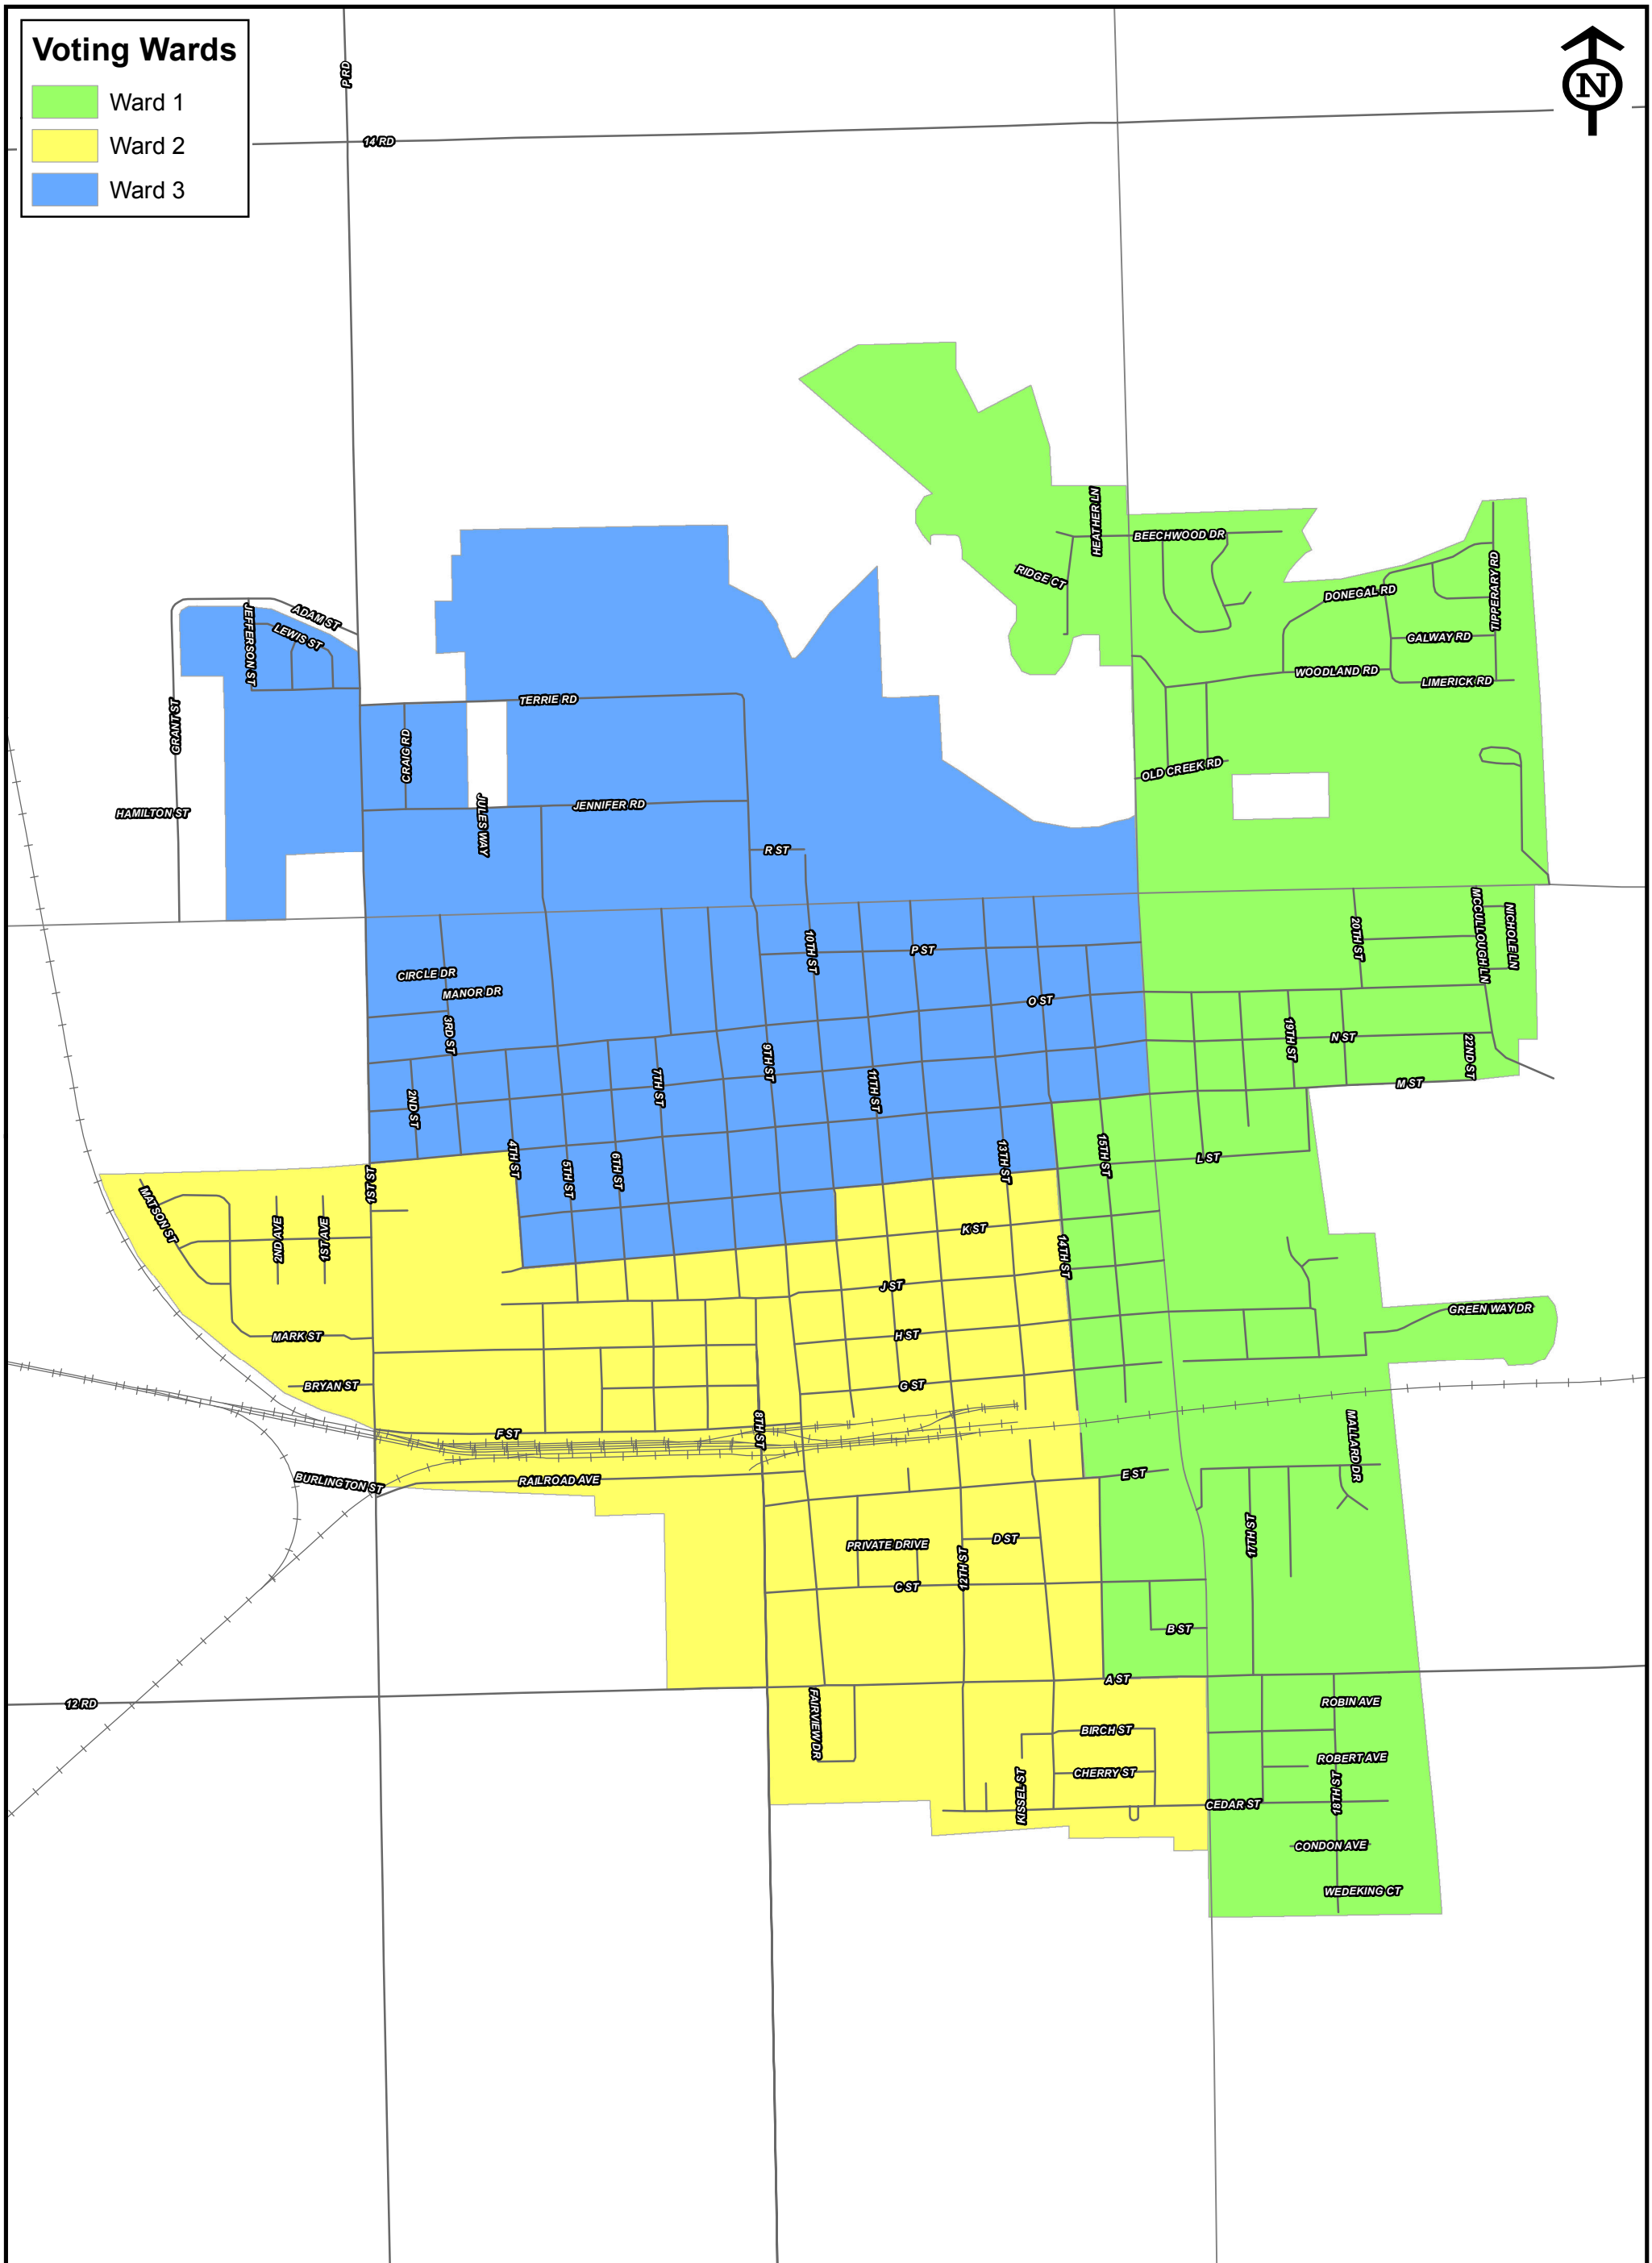 Voting Wards
Ward 1
Ward 2
Ward 3
N
P RD
14 RD
HEATHER LN
BEECHWOOD DR
RIDGE CT
DONEGAL RD
TIPPERARY RD
GALWAY RD
WOODLAND RD
LIMERICK RD
OLD CREEK RD
ADAM ST
JEFFERSON ST
LEWIS ST
GRANT ST
HAMILTON ST
TERRIE RD
CRAIG RD
JULES WAY
JENNIFER RD
R ST
10TH ST
P ST
20TH ST
MCCULLOUGH LN
NICHOLE LN
CIRCLE DR
MANOR DR
O ST
3RD ST
9TH ST
19TH ST
N ST
22ND ST
7TH ST
11TH ST
M ST
2ND ST
4TH ST
13TH ST
15TH ST
L ST
5TH ST
6TH ST
1ST ST
MATSON ST
2ND AVE
1ST AVE
K ST
14TH ST
J ST
GREEN WAY DR
MARK ST
H ST
BRYAN ST
G ST
F ST
8TH ST
MALLARD DR
BURLINGTON ST
RAILROAD AVE
E ST
17TH ST
PRIVATE DRIVE
D ST
12TH ST
C ST
B ST
A ST
12 RD
FAIRVIEW DR
ROBIN AVE
BIRCH ST
ROBERT AVE
CHERRY ST
KISSEL ST
CEDAR ST
18TH ST
CONDON AVE
WEDEKING CT